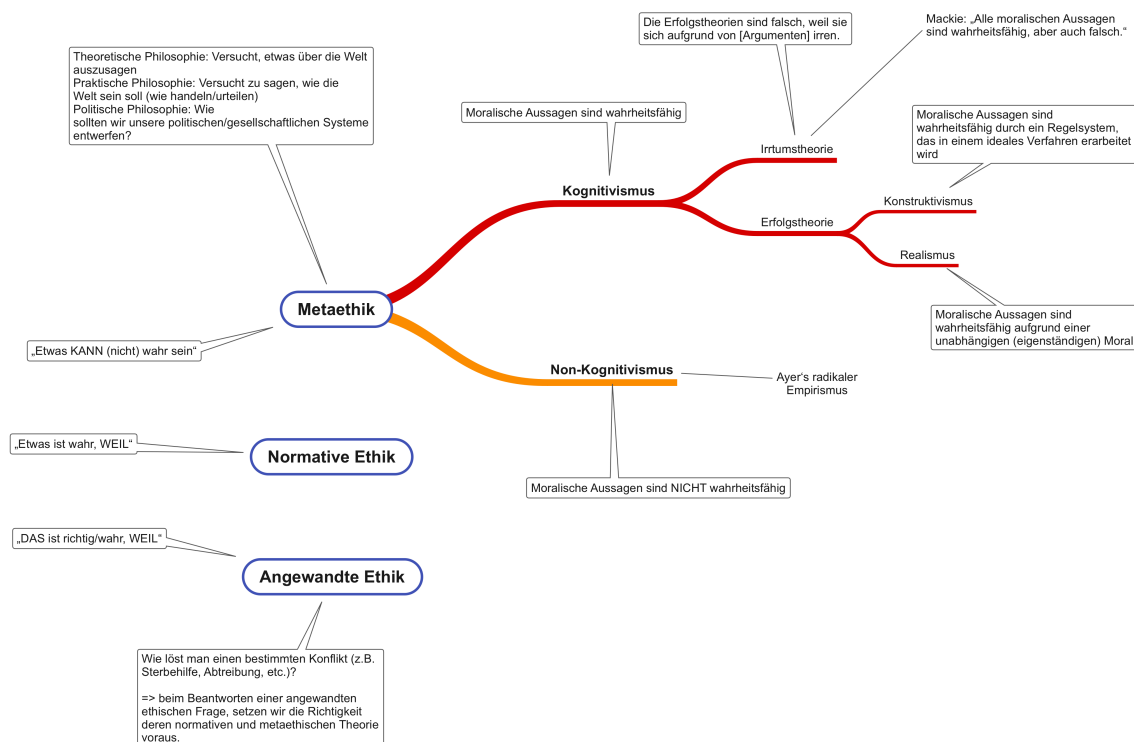 Theoretische Philosophie: Versucht, etwas über die Welt
auszusagen
Praktische Philosophie: Versucht zu sagen, wie die
Welt sein soll (wie handeln/urteilen)
Politische Philosophie: Wie
sollten wir unsere politischen/gesellschaftlichen Systeme
entwerfen?
Die Erfolgstheorien sind falsch, weil sie
sich aufgrund von [Argumenten] irren.
Mackie: „Alle moralischen Aussagen
sind wahrheitsfähig, aber auch falsch.“
Moralische Aussagen sind wahrheitsfähig
Moralische Aussagen sind
wahrheitsfähig durch ein Regelsystem,
das in einem ideales Verfahren erarbeitet
wird
Irrtumstheorie
Kognitivismus
Konstruktivismus
Erfolgstheorie
Realismus
Metaethik
Moralische Aussagen sind
wahrheitsfähig aufgrund einer
unabhängigen (eigenständigen) Moral
„Etwas KANN (nicht) wahr sein“
Non-Kognitivismus
Ayer‘s radikaler
Empirismus
„Etwas ist wahr, WEIL“
Normative Ethik
Moralische Aussagen sind NICHT wahrheitsfähig
„DAS ist richtig/wahr, WEIL“
Angewandte Ethik
Wie löst man einen bestimmten Konflikt (z.B.
Sterbehilfe, Abtreibung, etc.)?
=> beim Beantworten einer angewandten
ethischen Frage, setzen wir die Richtigkeit
deren normativen und metaethischen Theorie
voraus.